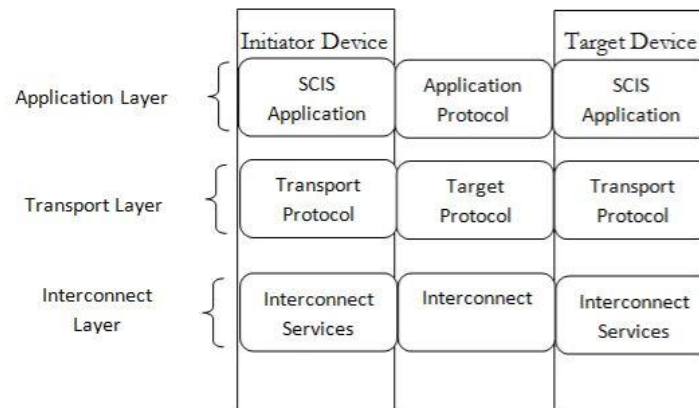 Initiator Device
Target Device
Application Layer
SCIS
Application
Application
Protocol
SCIS
Application
Transport Layer
Transport
Protocol
Target
Protocol
Transport
Protocol
Interconnect
Layer
Interconnect
Services
Interconnect
Interconnect
Services